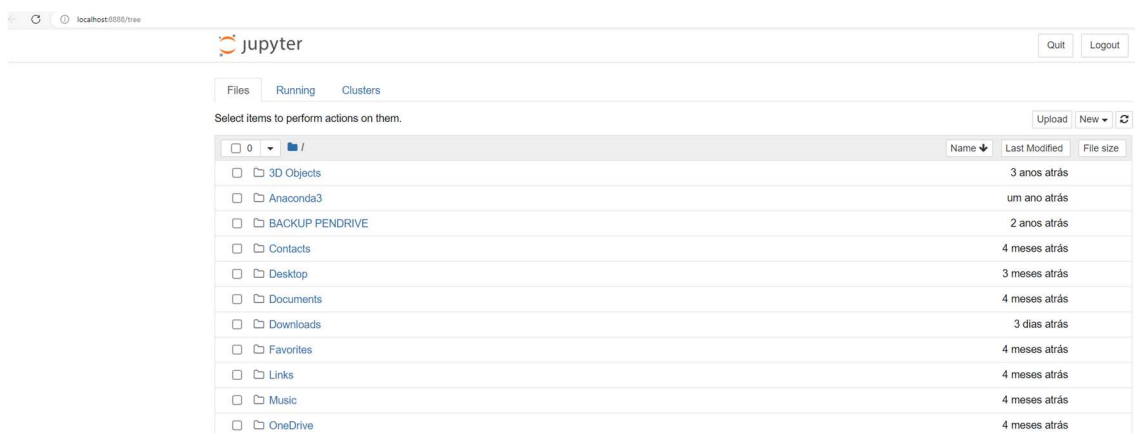 localhost:8888/tree
jupyter
Quit Logout
Files Running Clusters
Select items to perform actions on them.
Upload New
0 / Name Last Modified File size
3D Objects 3 anos atrás
Anaconda3 um ano atrás
BACKUP PENDRIVE 2 anos atrás
Contacts 4 meses atrás
Desktop 3 meses atrás
Documents 4 meses atrás
Downloads 3 dias atrás
Favorites 4 meses atrás
Links 4 meses atrás
Music 4 meses atrás
OneDrive 4 meses atrás